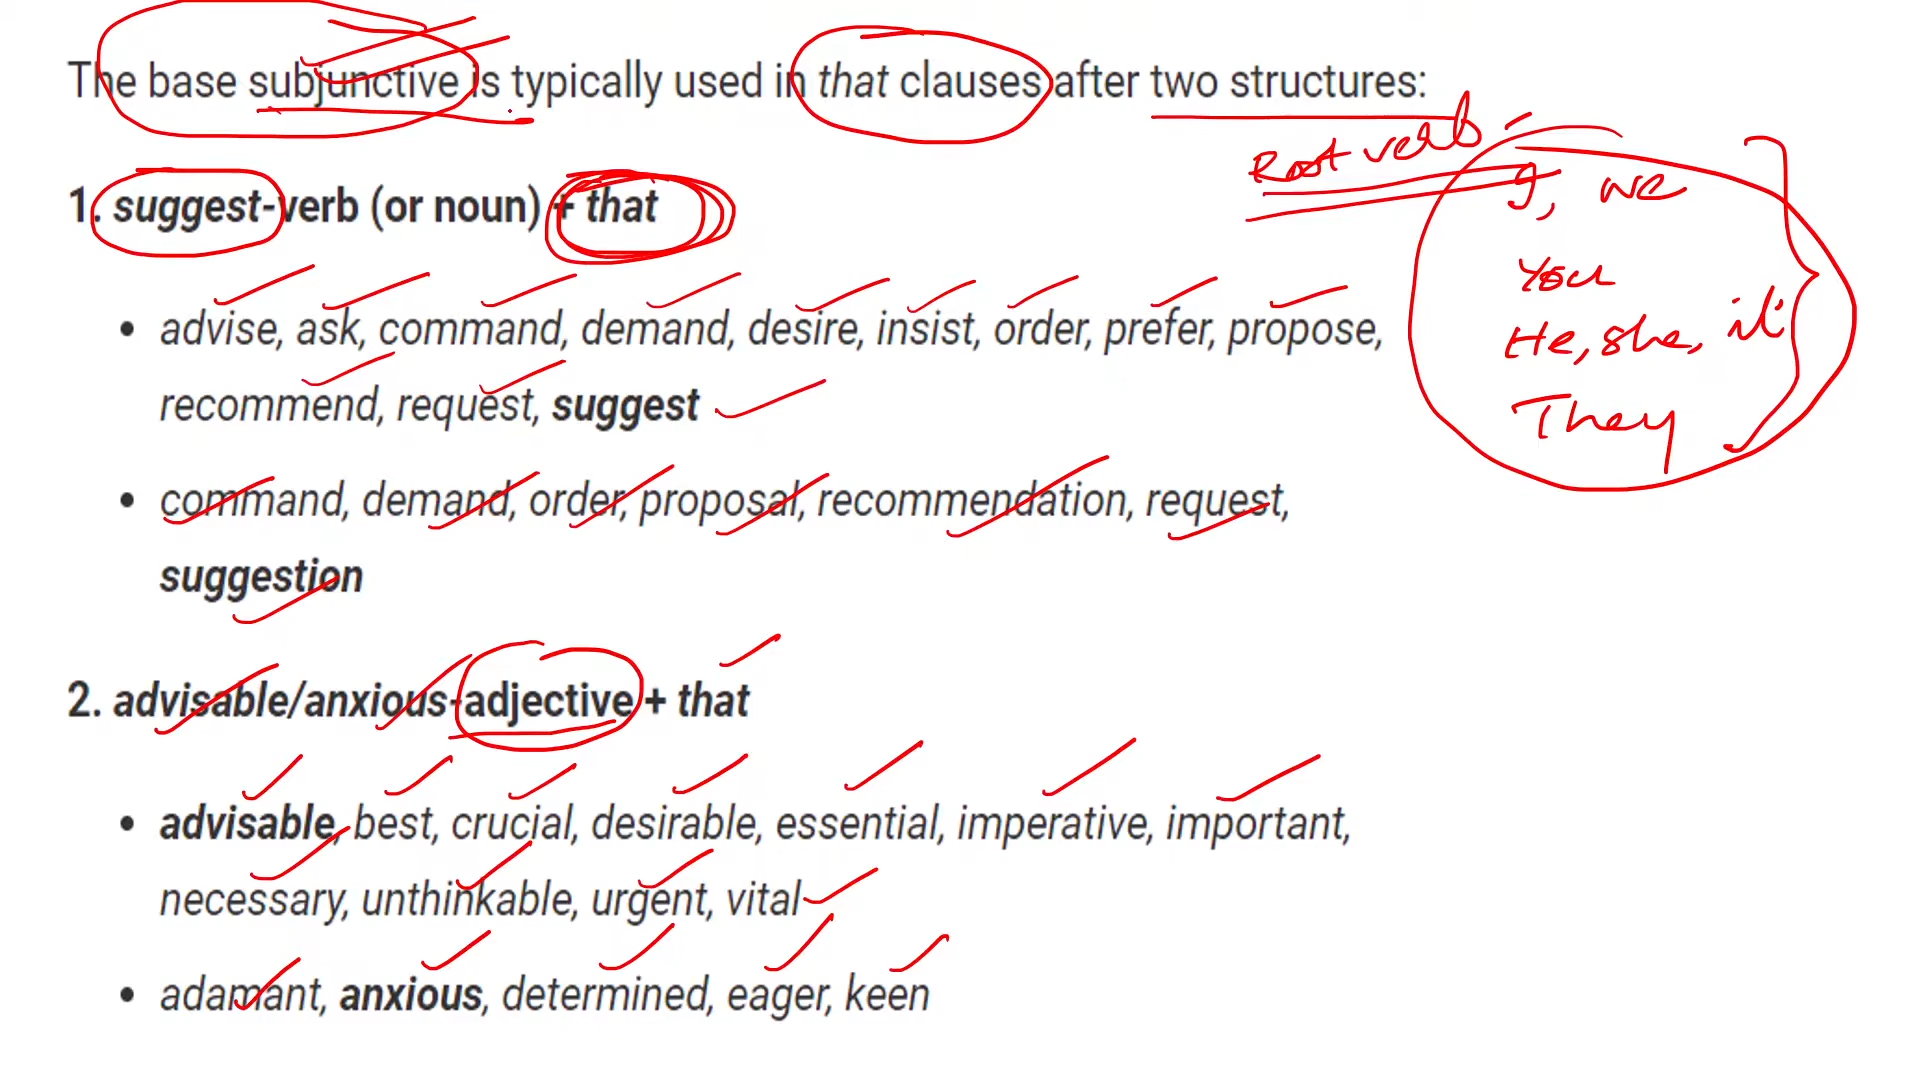 The base subjunctive is typically used in that clauses after two structures:
Root verb
1. suggest-verb (or noun) + that
I, we
You
He, she, it
They
• advise, ask, command, demand, desire, insist, order, prefer, propose,
recommend, request, suggest
• command, demand, order, proposal, recommendation, request,
suggestion
2. advisable/anxious-adjective + that
• advisable, best, crucial, desirable, essential, imperative, important,
necessary, unthinkable, urgent, vital
• adamant, anxious, determined, eager, keen